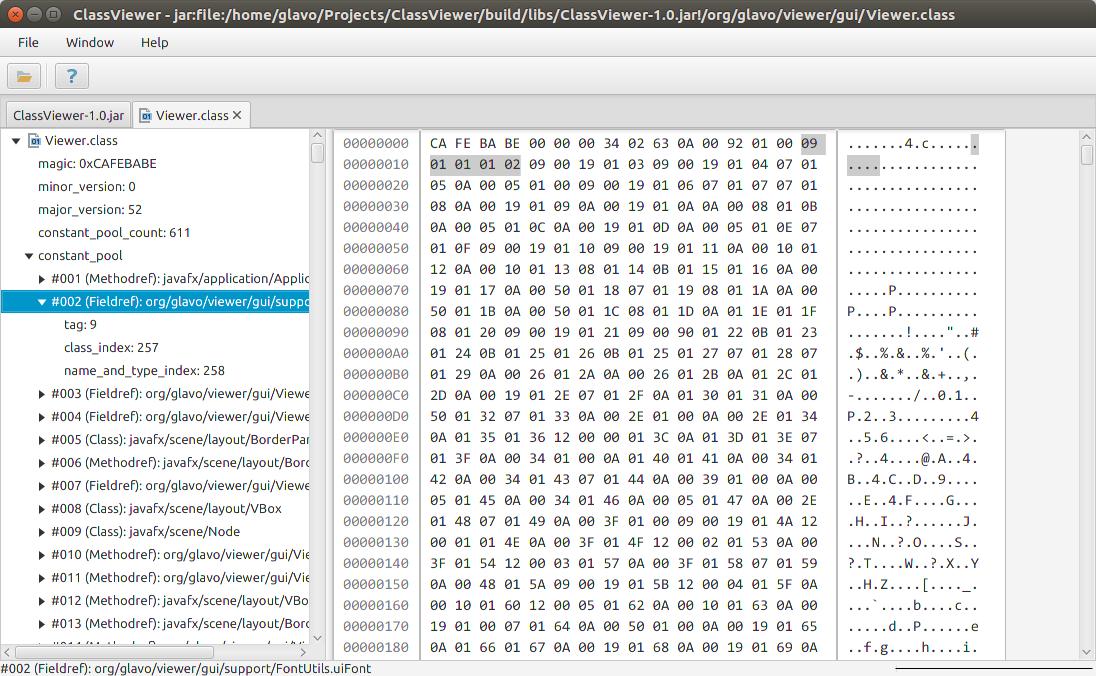 ClassViewer - jar:file:/home/glavo/Projects/ClassViewer/build/libs/ClassViewer-1.0.jar!/org/glavo/viewer/gui/Viewer.class
File Window Help
?
ClassViewer-1.0.jar Viewer.class
Viewer.class
magic: 0xCAFEBABE
minor_version: 0
major_version: 52
constant_pool_count: 611
constant_pool
#001 (Methodref): javafx/application/Applic
#002 (Fieldref): org/glavo/viewer/gui/suppo
tag: 9
class_index: 257
name_and_type_index: 258
#003 (Fieldref): org/glavo/viewer/gui/Viewe
#004 (Fieldref): org/glavo/viewer/gui/Viewe
#005 (Class): javafx/scene/layout/BorderPar
#006 (Methodref): javafx/scene/layout/Borc
#007 (Fieldref): org/glavo/viewer/gui/Viewe
#008 (Class): javafx/scene/layout/VBox
#009 (Class): javafx/scene/Node
#010 (Methodref): org/glavo/viewer/gui/Vie
#011 (Methodref): org/glavo/viewer/gui/Vie
#012 (Methodref): javafx/scene/layout/VBo
#013 (Methodref): javafx/scene/layout/Borc
00000000 CA FE BA BE 00 00 00 34 02 63 0A 00 92 01 00 09 .......4.c......
00000010 01 01 01 02 09 00 19 01 03 09 00 19 01 04 07 01 ................
00000020 05 0A 00 05 01 00 09 00 19 01 06 07 01 07 07 01 ................
00000030 08 0A 00 19 01 09 0A 00 19 01 0A 0A 00 08 01 0B ................
00000040 0A 00 05 01 0C 0A 00 19 01 0D 0A 00 05 01 0E 07 ................
00000050 01 0F 09 00 19 01 10 09 00 19 01 11 0A 00 10 01 ................
00000060 12 0A 00 10 01 13 08 01 14 0B 01 15 01 16 0A 00 ................
00000070 19 01 17 0A 00 50 01 18 07 01 19 08 01 1A 0A 00 .....P..........
00000080 50 01 1B 0A 00 50 01 1C 08 01 1D 0A 01 1E 01 1F P....P..........
00000090 08 01 20 09 00 19 01 21 09 00 90 01 22 0B 01 23 .. ....!...."..#
000000A0 01 24 0B 01 25 01 26 0B 01 25 01 27 07 01 28 07 .$..%.&..%.'..(.
000000B0 01 29 0A 00 26 01 2A 0A 00 26 01 2B 0A 01 2C 01 .)..&.*..&.+..,.
000000C0 2D 0A 00 19 01 2E 07 01 2F 0A 01 30 01 31 0A 00 -......./..0.1..
000000D0 50 01 32 07 01 33 0A 00 2E 01 00 0A 00 2E 01 34 P.2..3.........4
000000E0 0A 01 35 01 36 12 00 00 01 3C 0A 01 3D 01 3E 07 ..5.6....<..=.>.
000000F0 01 3F 0A 00 34 01 00 0A 01 40 01 41 0A 00 34 01 .?..4....@.A..4.
00000100 42 0A 00 34 01 43 07 01 44 0A 00 39 01 00 0A 00 B..4.C..D..9....
00000110 05 01 45 0A 00 34 01 46 0A 00 05 01 47 0A 00 2E ..E..4.F....G...
00000120 01 48 07 01 49 0A 00 3F 01 00 09 00 19 01 4A 12 .H..I..?......J.
00000130 00 01 01 4E 0A 00 3F 01 4F 12 00 02 01 53 0A 00 ...N..?.O....S..
00000140 3F 01 54 12 00 03 01 57 0A 00 3F 01 58 07 01 59 ?.T....W..?.X..Y
00000150 0A 00 48 01 5A 09 00 19 01 5B 12 00 04 01 5F 0A ..H.Z....[...._.
00000160 00 10 01 60 12 00 05 01 62 0A 00 10 01 63 0A 00 ...`....b....c..
00000170 19 01 00 07 01 64 0A 00 50 01 00 0A 00 19 01 65 .....d..P......e
00000180 0A 01 66 01 67 0A 00 19 01 68 0A 00 19 01 69 0A ..f.g....h....i.
#002 (Fieldref): org/glavo/viewer/gui/support/FontUtils.uiFont